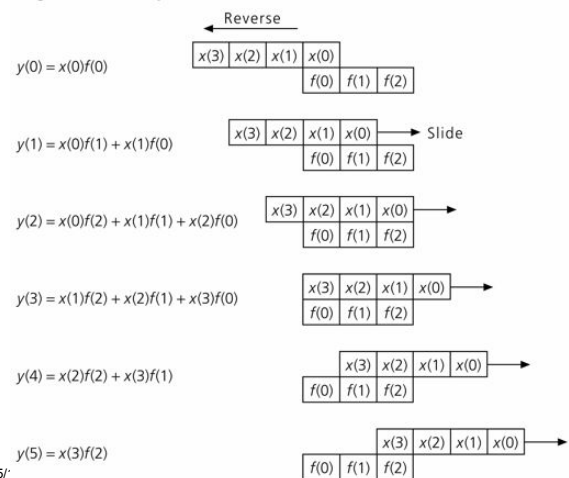 Reverse
x(3) x(2) x(1) x(0)
y(0) = x(0)f(0)
f(0) f(1) f(2)
x(3) x(2) x(1) x(0) Slide
y(1) = x(0)f(1) + x(1)f(0)
f(0) f(1) f(2)
x(3) x(2) x(1) x(0)
y(2) = x(0)f(2) + x(1)f(1) + x(2)f(0)
f(0) f(1) f(2)
x(3) x(2) x(1) x(0)
y(3) = x(1)f(2) + x(2)f(1) + x(3)f(0)
f(0) f(1) f(2)
x(3) x(2) x(1) x(0)
y(4) = x(2)f(2) + x(3)f(1)
f(0) f(1) f(2)
x(3) x(2) x(1) x(0)
y(5) = x(3)f(2)
f(0) f(1) f(2)